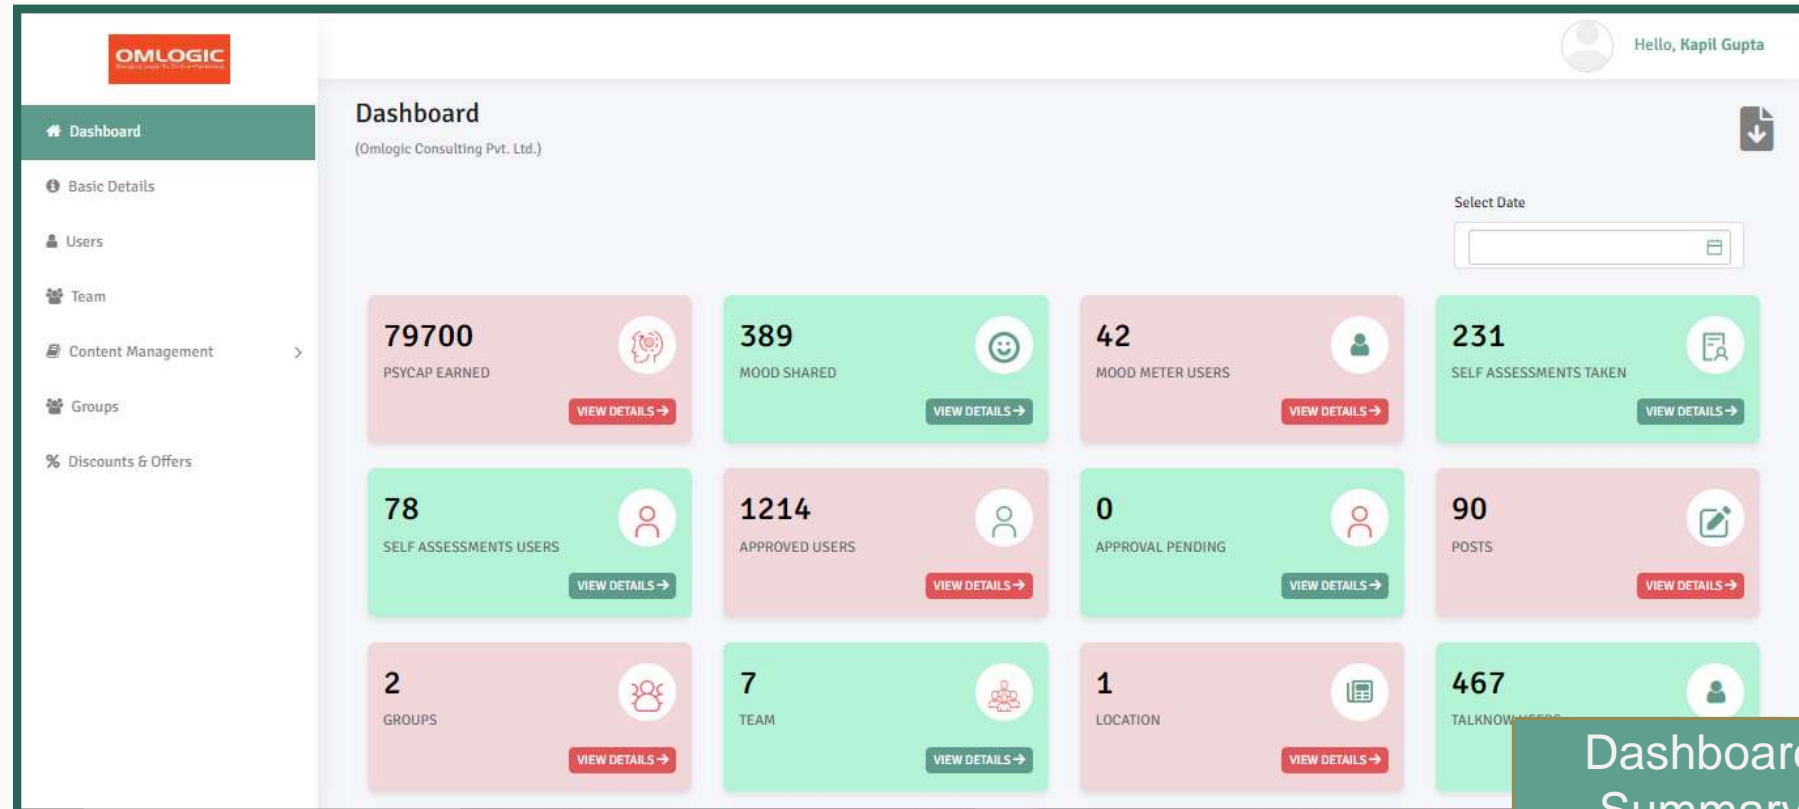 OMLOGIC
Hello, Kapil Gupta
Dashboard
Basic Details
Users
Team
Content Management
Groups
% Discounts & Offers
Dashboard
(Omlogic Consulting Pvt. Ltd.)
Select Date
79700
PSYCAP EARNED
VIEW DETAILS→
389
MOOD SHARED
VIEW DETAILS→
42
MOOD METER USERS
VIEW DETAILS→
231
SELF ASSESSMENTS TAKEN
VIEW DETAILS→
78
SELF ASSESSMENTS USERS
VIEW DETAILS→
1214
APPROVED USERS
VIEW DETAILS→
0
APPROVAL PENDING
VIEW DETAILS→
90
POSTS
VIEW DETAILS→
2
GROUPS
VIEW DETAILS→
7
TEAM
VIEW DETAILS→
1
LOCATION
VIEW DETAILS→
467
TALKNOW USERS
Dashboard
Summary